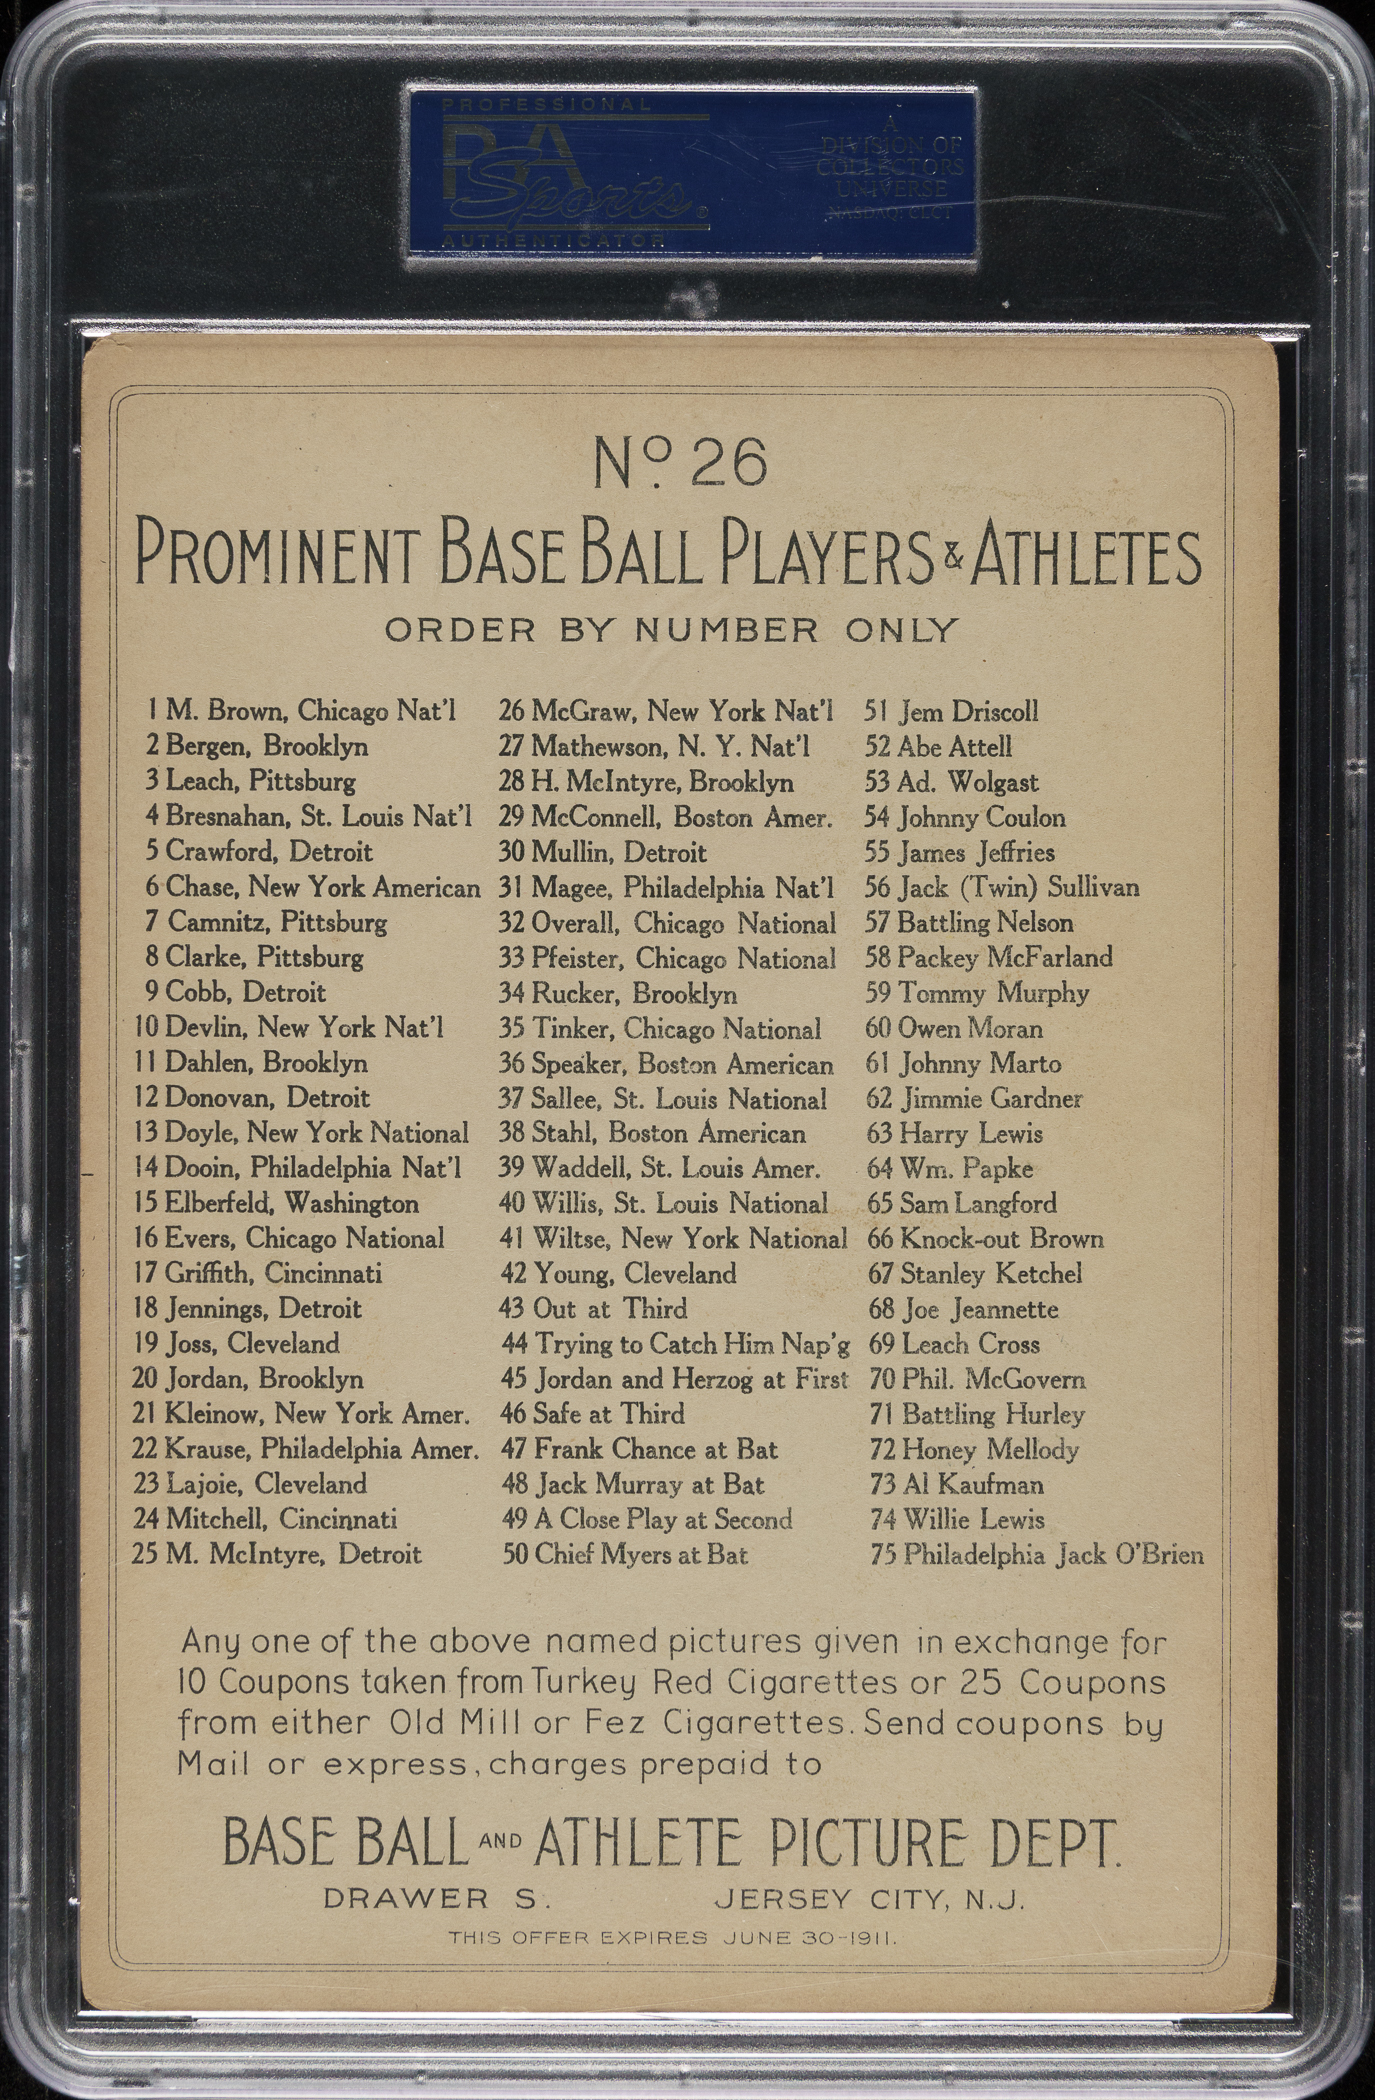 PROFESSIONAL
PSA
Sports®
AUTHENTICATOR
A
DIVISION OF
COLLECTORS
UNIVERSE
NASDAQ: CLCT
No. 26
PROMINENT BASE BALL PLAYERS & ATHLETES
ORDER BY NUMBER ONLY
1 M. Brown, Chicago Nat'l
2 Bergen, Brooklyn
3 Leach, Pittsburg
4 Bresnahan, St. Louis Nat'l
5 Crawford, Detroit
6 Chase, New York American
7 Camnitz, Pittsburg
8 Clarke, Pittsburg
9 Cobb, Detroit
10 Devlin, New York Nat'l
11 Dahlen, Brooklyn
12 Donovan, Detroit
13 Doyle, New York National
14 Dooin, Philadelphia Nat'l
15 Elberfeld, Washington
16 Evers, Chicago National
17 Griffith, Cincinnati
18 Jennings, Detroit
19 Joss, Cleveland
20 Jordan, Brooklyn
21 Kleinow, New York Amer.
22 Krause, Philadelphia Amer.
23 Lajoie, Cleveland
24 Mitchell, Cincinnati
25 M. McIntyre, Detroit
26 McGraw, New York Nat'l
27 Mathewson, N. Y. Nat'l
28 H. McIntyre, Brooklyn
29 McConnell, Boston Amer.
30 Mullin, Detroit
31 Magee, Philadelphia Nat'l
32 Overall, Chicago National
33 Pfeister, Chicago National
34 Rucker, Brooklyn
35 Tinker, Chicago National
36 Speaker, Boston American
37 Sallee, St. Louis National
38 Stahl, Boston American
39 Waddell, St. Louis Amer.
40 Willis, St. Louis National
41 Wiltse, New York National
42 Young, Cleveland
43 Out at Third
44 Trying to Catch Him Nap'g
45 Jordan and Herzog at First
46 Safe at Third
47 Frank Chance at Bat
48 Jack Murray at Bat
49 A Close Play at Second
50 Chief Myers at Bat
51 Jem Driscoll
52 Abe Attell
53 Ad. Wolgast
54 Johnny Coulon
55 James Jeffries
56 Jack (Twin) Sullivan
57 Battling Nelson
58 Packey McFarland
59 Tommy Murphy
60 Owen Moran
61 Johnny Marto
62 Jimmie Gardner
63 Harry Lewis
64 Wm. Papke
65 Sam Langford
66 Knock-out Brown
67 Stanley Ketchel
68 Joe Jeannette
69 Leach Cross
70 Phil. McGovern
71 Battling Hurley
72 Honey Mellody
73 Al Kaufman
74 Willie Lewis
75 Philadelphia Jack O'Brien
Any one of the above named pictures given in exchange for
10 Coupons taken from Turkey Red Cigarettes or 25 Coupons
from either Old Mill or Fez Cigarettes. Send coupons by
Mail or express, charges prepaid to
BASE BALL AND ATHLETE PICTURE DEPT.
DRAWER S. JERSEY CITY, N.J.
THIS OFFER EXPIRES JUNE 30-1911.